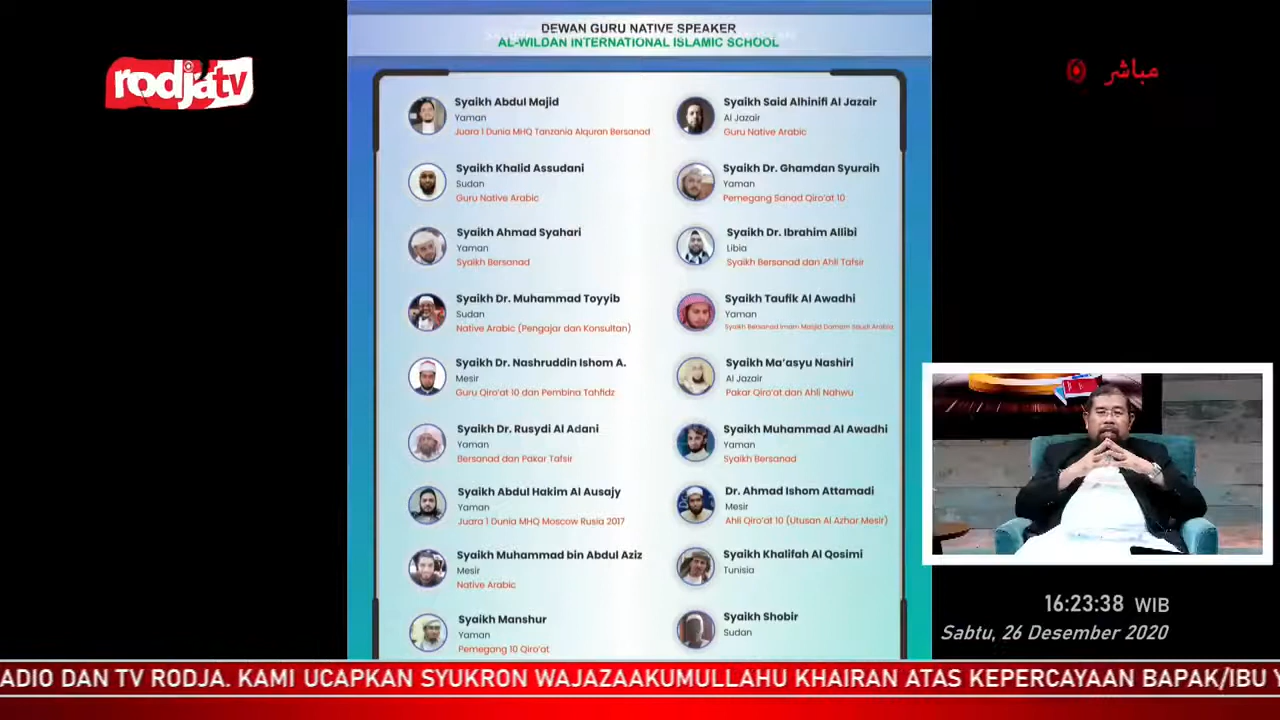 DEWAN GURU NATIVE SPEAKER
AL-WILDAN INTERNATIONAL ISLAMIC SCHOOL
rodja tv
مباشر
Syaikh Abdul Majid
Yaman
Juara 1 Dunia MHQ Tanzania Alquran Bersanad
Syaikh Khalid Assudani
Sudan
Guru Native Arabic
Syaikh Ahmad Syahari
Yaman
Syaikh Bersanad
Syaikh Dr. Muhammad Toyyib
Sudan
Native Arabic (Pengajar dan Konsultan)
Syaikh Dr. Nashruddin Ishom A.
Mesir
Guru Qiro'at 10 dan Pembina Tahfidz
Syaikh Dr. Rusydi Al Adani
Yaman
Bersanad dan Pakar Tafsir
Syaikh Abdul Hakim Al Ausajy
Yaman
Juara 1 Dunia MHQ Moscow Rusia 2017
Syaikh Muhammad bin Abdul Aziz
Mesir
Native Arabic
Syaikh Manshur
Yaman
Pemegang 10 Qiro'at
Syaikh Said Alhinifi Al Jazair
Al Jazair
Guru Native Arabic
Syaikh Dr. Ghamdan Syuraih
Yaman
Pemegang Sanad Qiro'at 10
Syaikh Dr. Ibrahim Allibi
Libia
Syaikh Bersanad dan Ahli Tafsir
Syaikh Taufik Al Awadhi
Yaman
Syaikh Bersanad Imam Masjid Damam Saudi Arabia
Syaikh Ma'asyu Nashiri
Al Jazair
Pakar Qiro'at dan Ahli Nahwu
Syaikh Muhammad Al Awadhi
Yaman
Syaikh Bersanad
Dr. Ahmad Ishom Attamadi
Mesir
Ahli Qiro'at 10 (Utusan Al Azhar Mesir)
Syaikh Khalifah Al Qosimi
Tunisia
Syaikh Shobir
Sudan
16:23:38 WIB
Sabtu, 26 Desember 2020
ADIO DAN TV RODJA. KAMI UCAPKAN SYUKRON WAJAZAAKUMULLAHU KHAIRAN ATAS KEPERCAYAAN BAPAK/IBU Y